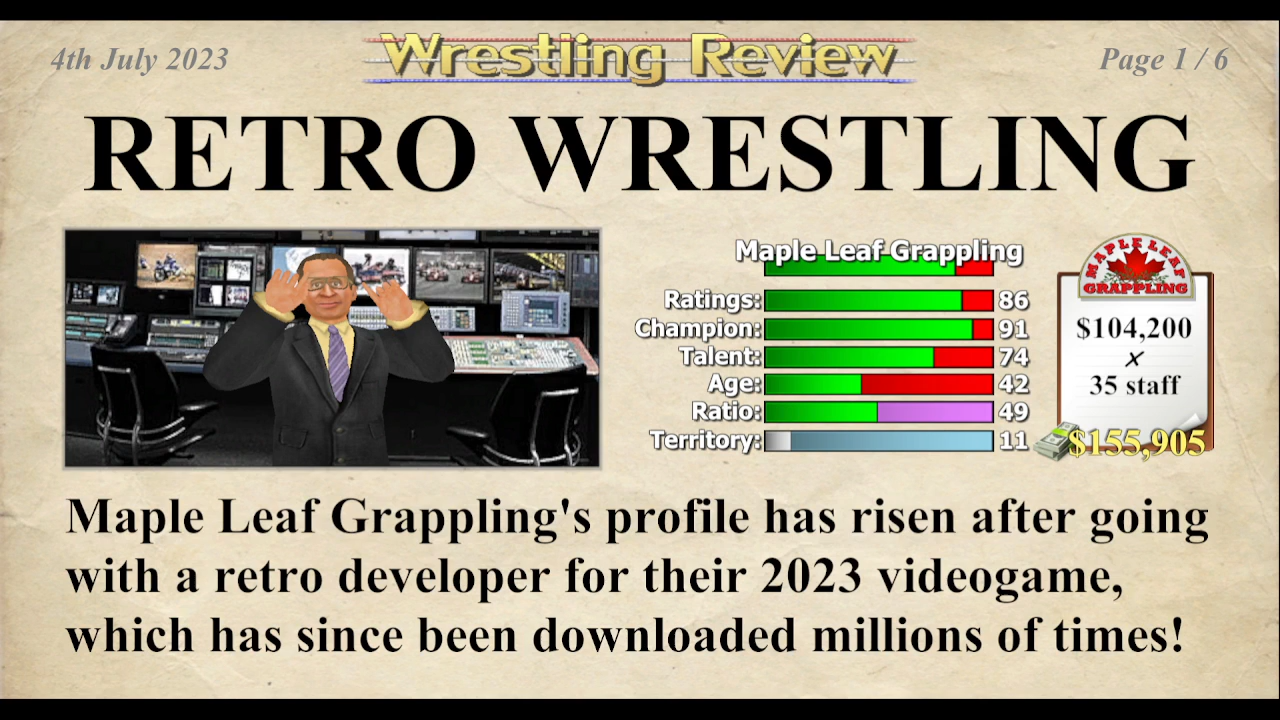 4th July 2023
Wrestling Review
Page 1 / 6
RETRO WRESTLING
Maple Leaf Grappling
Ratings: 86
Champion: 91
Talent: 74
Age: 42
Ratio: 49
Territory: 11
MAPLE LEAF
GRAPPLING
$104,200
x
35 staff
$155,905
Maple Leaf Grappling's profile has risen after going
with a retro developer for their 2023 videogame,
which has since been downloaded millions of times!